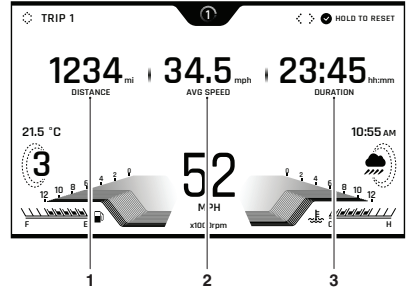 TRIP 1
1
HOLD TO RESET
1234 mi
34.5 mph
23:45 hh:mm
DISTANCE
AVG SPEED
DURATION
21.5 °C
10:55 AM
3
52
12 10 8 6 4 2 0
0 2 4 6 8 10 12
MPH
x1000rpm
F E
H
1 2 3